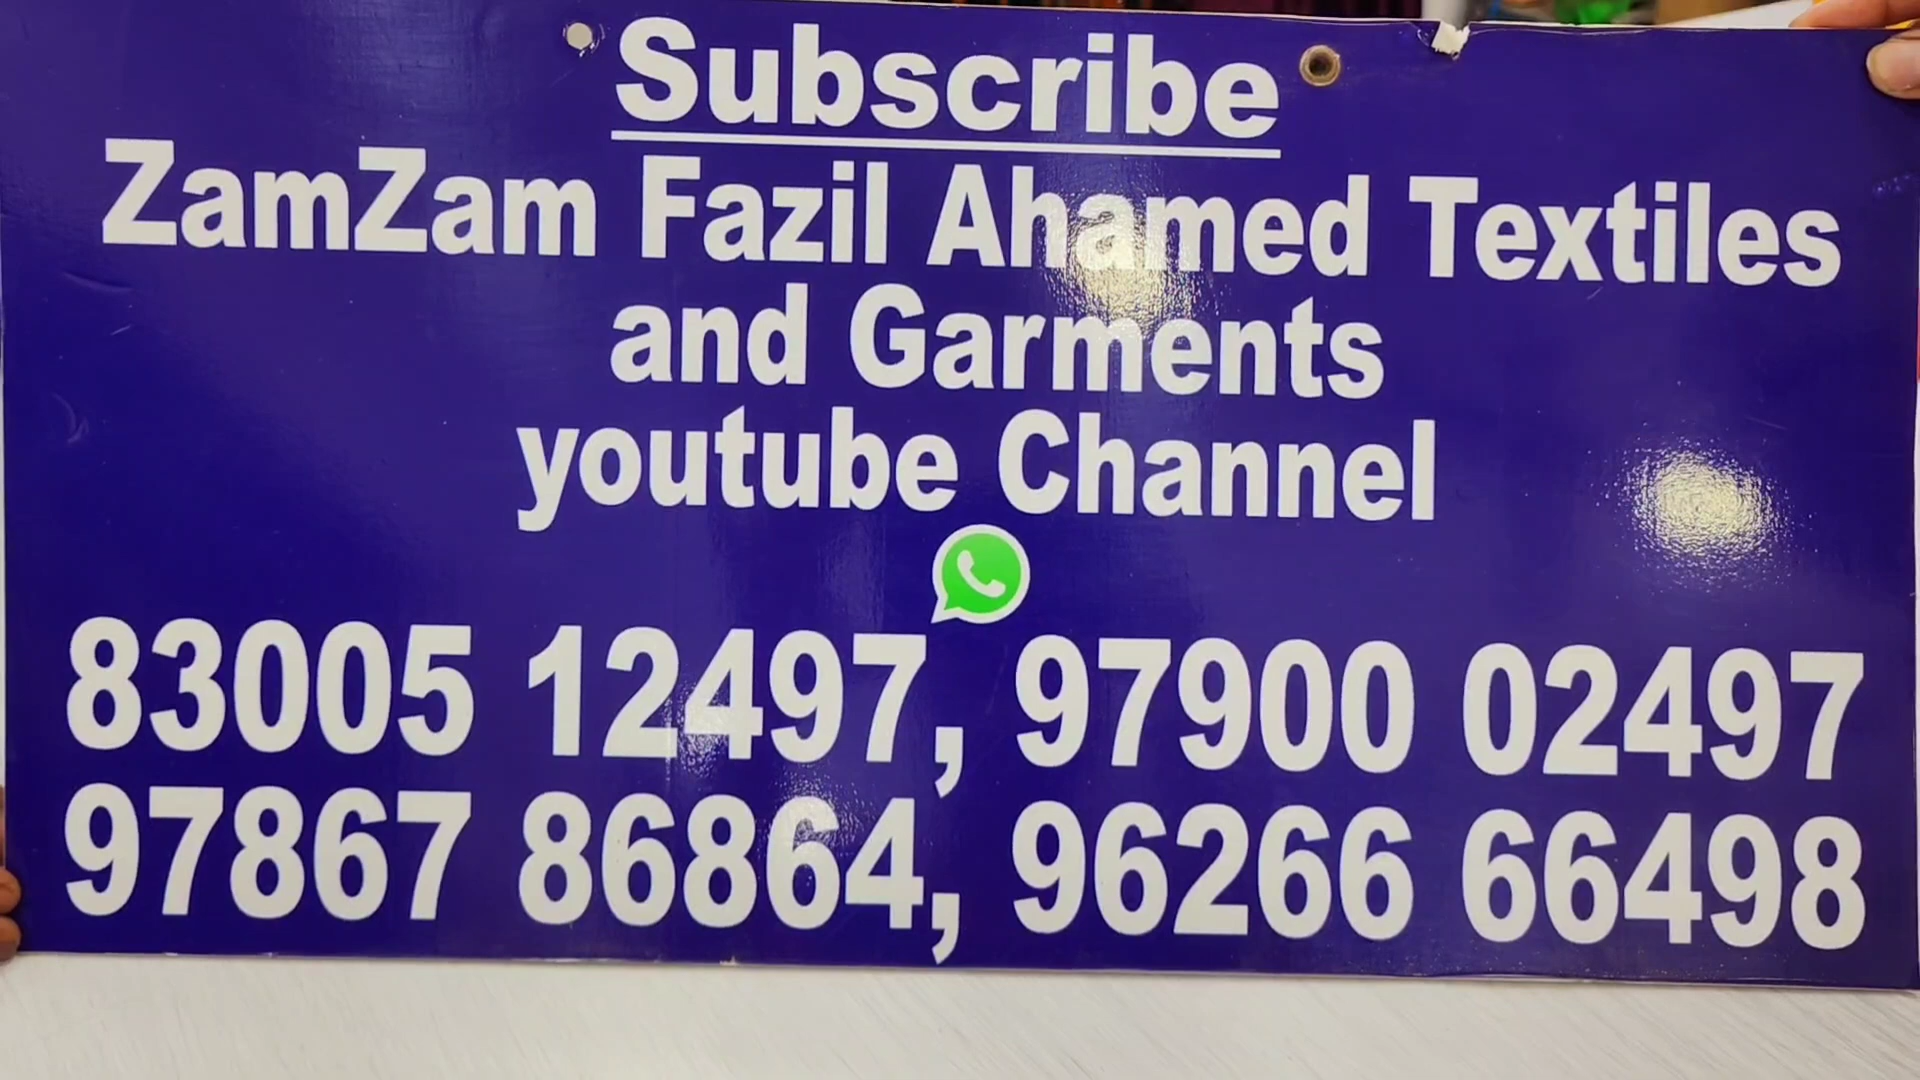 Subscribe
ZamZam Fazil Ahamed Textiles
and Garments
youtube Channel
83005 12497, 97900 02497
97867 86864, 96266 66498